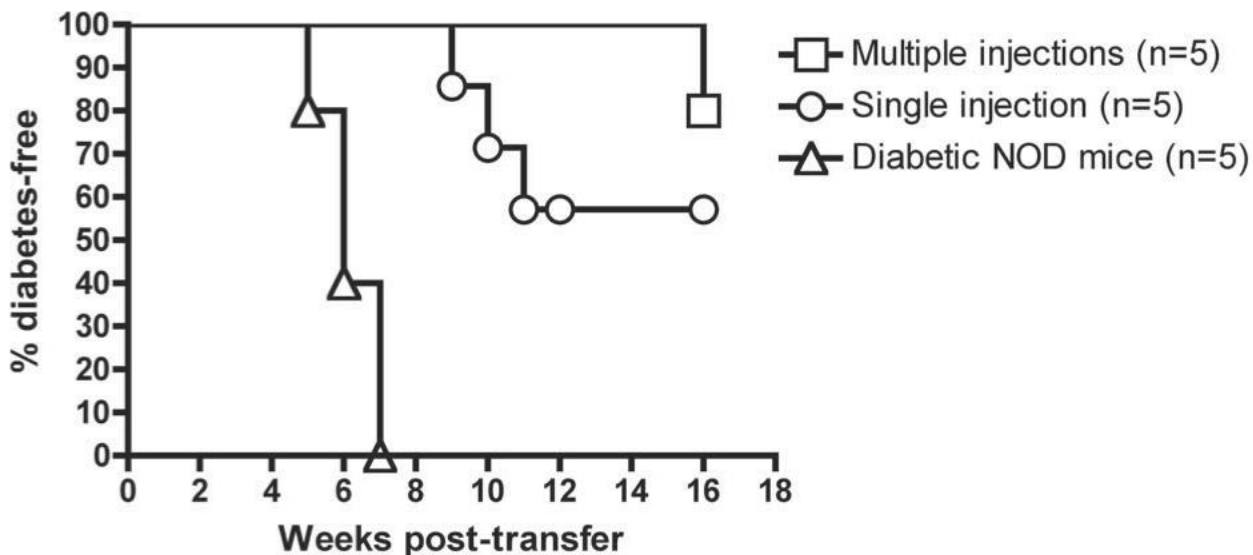 100
90
80
70
60
50
40
30
20
10
0
% diabetes-free
0 2 4 6 8 10 12 14 16 18
Weeks post-transfer
Multiple injections (n=5)
Single injection (n=5)
Diabetic NOD mice (n=5)